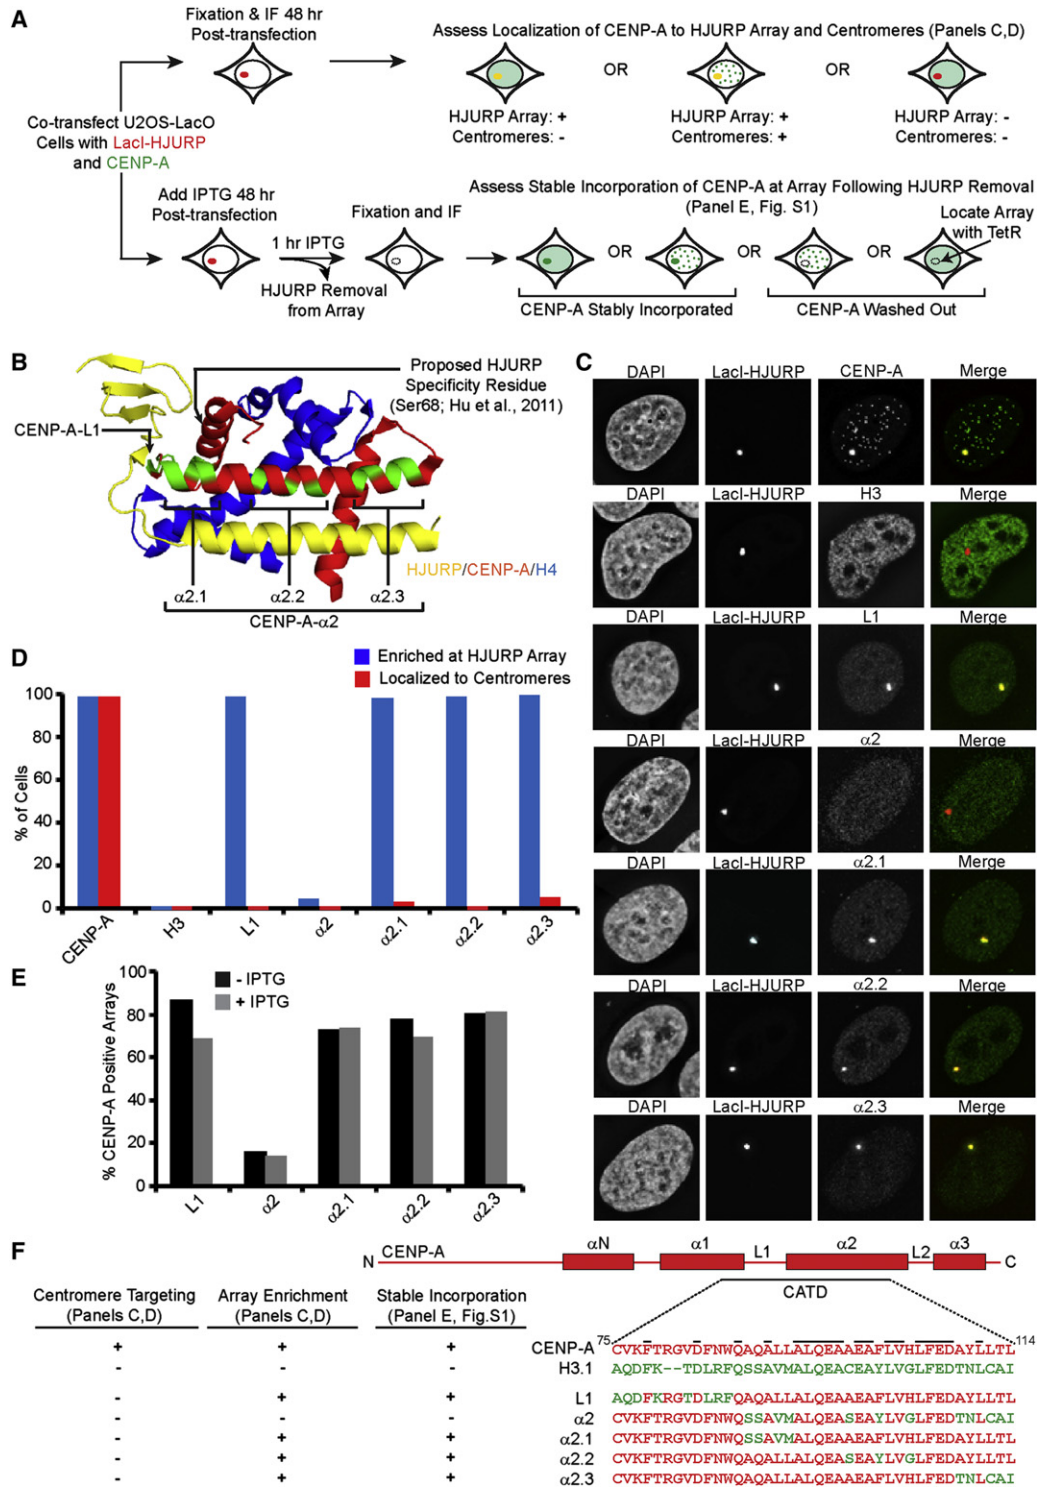 A
Fixation & IF 48 hr
Post-transfection
Assess Localization of CENP-A to HJURP Array and Centromeres (Panels C,D)
OR
OR
Co-transfect U2OS-LacO
Cells with LacI-HJURP
and CENP-A
HJURP Array: +
Centromeres: -
HJURP Array: +
Centromeres: +
HJURP Array: -
Centromeres: -
Add IPTG 48 hr
Post-transfection
Fixation and IF
1 hr IPTG
HJURP Removal
from Array
Assess Stable Incorporation of CENP-A at Array Following HJURP Removal
(Panel E, Fig. S1)
Locate Array
with TetR
OR
OR
OR
CENP-A Stably Incorporated
CENP-A Washed Out
B
Proposed HJURP
Specificity Residue
(Ser68; Hu et al., 2011)
CENP-A-L1
HJURP/CENP-A/H4
α2.1
α2.2
α2.3
CENP-A-α2
C
DAPI LacI-HJURP CENP-A Merge
DAPI LacI-HJURP H3 Merge
DAPI LacI-HJURP L1 Merge
DAPI LacI-HJURP α2 Merge
DAPI LacI-HJURP α2.1 Merge
DAPI LacI-HJURP α2.2 Merge
DAPI LacI-HJURP α2.3 Merge
D
Enriched at HJURP Array
Localized to Centromeres
% of Cells
100
80
60
40
20
0
CENP-A
H3
L1
α2
α2.1
α2.2
α2.3
E
- IPTG
+ IPTG
% CENP-A Positive Arrays
100
80
60
40
20
0
L1
α2
α2.1
α2.2
α2.3
F
N CENP-A αN α1 L1 α2 L2 α3 C
CATD
Centromere Targeting
(Panels C,D)
Array Enrichment
(Panels C,D)
Stable Incorporation
(Panel E, Fig.S1)
75 114
+ + + CENP-A CVKFTRGVDFNWQAQALLALQEAAEAFLVHLFEDAYLLTL
- - - H3.1 AQDFK--TDLRFQSSAVMALQEACEAYLVGLFEDTNLCAI
- + + L1 AQDFKRGTDLRFQAQALLALQEAAEAFLVHLFEDAYLLTL
- - - α2 CVKFTRGVDFNWQSSAVMALQEASEAYLVGLFEDTNLCAI
- + + α2.1 CVKFTRGVDFNWQSSAVMALQEAAEAFLVHLFEDAYLLTL
- + + α2.2 CVKFTRGVDFNWQAQALLALQEASEAYLVGLFEDAYLLTL
- + + α2.3 CVKFTRGVDFNWQAQALLALQEAAEAFLVHLFEDTNLCAI